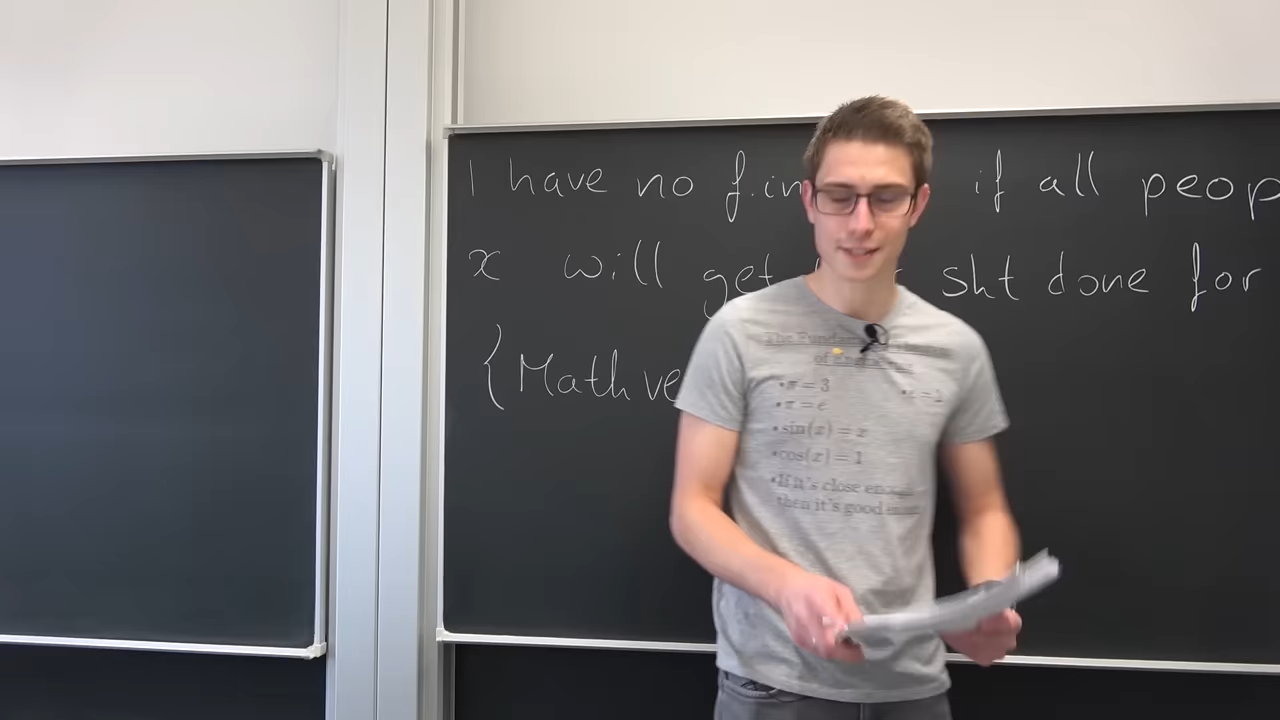 I have no f.in if all peop
x will get sht done for
{Math ve
The Fundamental
of
• π = 3
• π = e
• sin(x) = x
• cos(x) = 1
• If it's close enough
then it's good enough